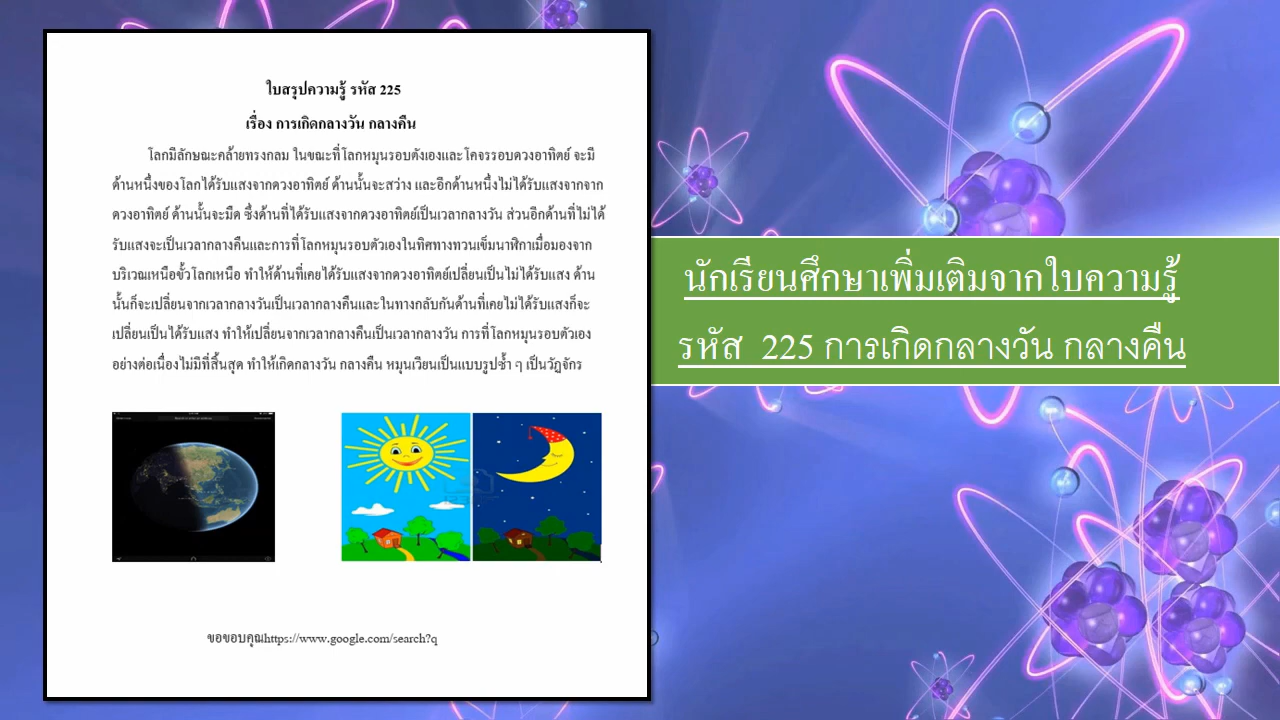 ใบสรุปความรู้ รหัส 225
เรื่อง การเกิดกลางวัน กลางคืน
โลกมีลักษณะคล้ายทรงกลม ในขณะที่โลกหมุนรอบตังเองและโคจรรอบดวงอาทิตย์ จะมี
ด้านหนึ่งของโลกได้รับแสงจากดวงอาทิตย์ ด้านนั้นจะสว่าง และอีกด้านหนึ่งไม่ได้รับแสงจากจาก
ดวงอาทิตย์ ด้านนั้นจะมืด ซึ่งด้านที่ได้รับแสงจากดวงอาทิตย์เป็นเวลากลางวัน ส่วนอีกด้านที่ไม่ได้
รับแสงจะเป็นเวลากลางคืนและการที่โลกหมุนรอบตัวเองในทิศทางทวนเข็มนาฬิกาเมื่อมองจาก
บริเวณเหนือขั้วโลกเหนือ ทำให้ด้านที่เคยได้รับแสงจากดวงอาทิตย์เปลี่ยนเป็นไม่ได้รับแสง ด้าน
นั้นก็จะเปลี่ยนจากเวลากลางวันเป็นเวลากลางคืนและในทางกลับกันด้านที่เคยไม่ได้รับแสงก็จะ
เปลี่ยนเป็นได้รับแสง ทำให้เปลี่ยนจากเวลากลางคืนเป็นเวลากลางวัน การที่โลกหมุนรอบตัวเอง
อย่างต่อเนื่องไม่มีที่สิ้นสุด ทำให้เกิดกลางวัน กลางคืน หมุนเวียนเป็นแบบรูปซ้ำ ๆ เป็นวัฏจักร
ขอขอบคุณhttps://www.google.com/search?q
นักเรียนศึกษาเพิ่มเติมจากใบความรู้
รหัส 225 การเกิดกลางวัน กลางคืน